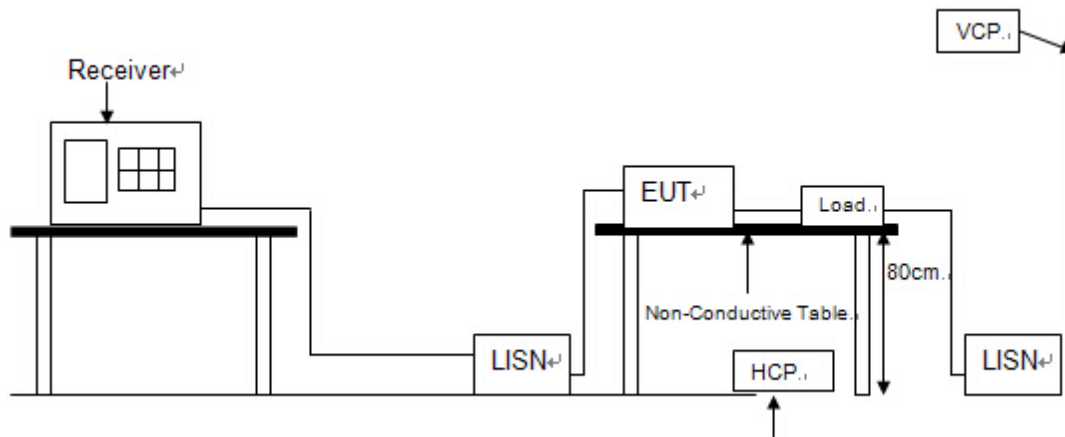 VCP.
Receiver
EUT
Load.
80cm.
Non-Conductive Table.
LISN
HCP.
LISN